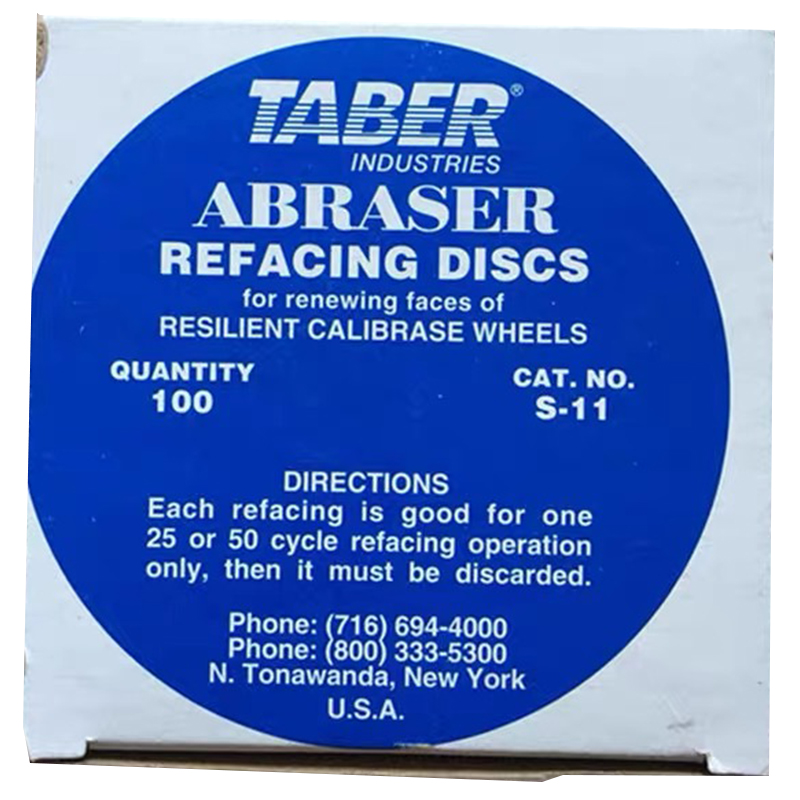 TABER®
INDUSTRIES
ABRASER
REFACING DISCS
for renewing faces of
RESILIENT CALIBRASE WHEELS
QUANTITY
100
CAT. NO.
S-11
DIRECTIONS
Each refacing is good for one
25 or 50 cycle refacing operation
only, then it must be discarded.
Phone: (716) 694-4000
Phone: (800) 333-5300
N. Tonawanda, New York
U.S.A.